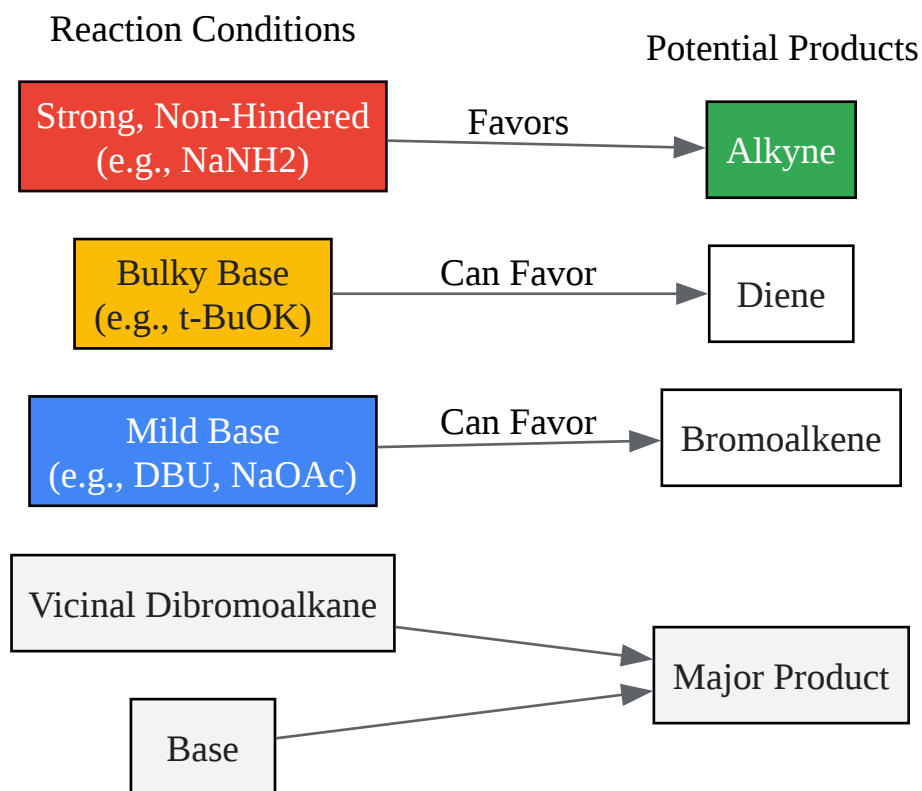 Reaction Conditions
Potential Products
Strong, Non-Hindered
(e.g., NaNH2)
Favors
Alkyne
Bulky Base
(e.g., t-BuOK)
Can Favor
Diene
Mild Base
(e.g., DBU, NaOAc)
Can Favor
Bromoalkene
Vicinal Dibromoalkane
Major Product
Base